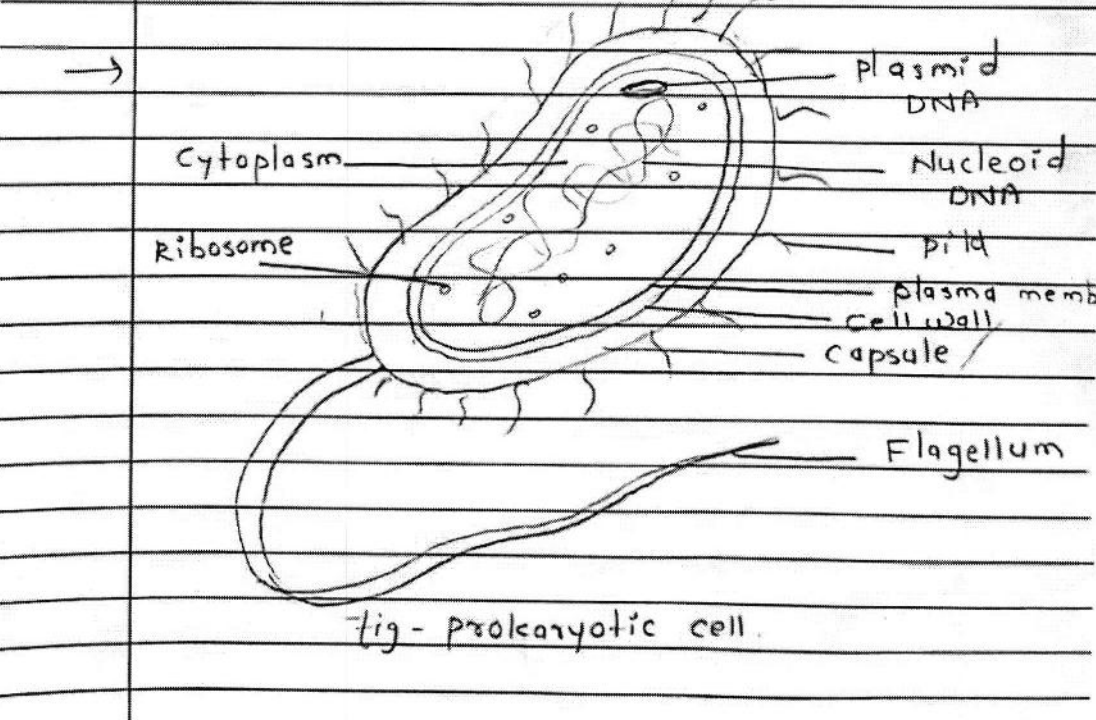 →
plasmid
DNA
Cytoplasm
Nucleoid
DNA
Ribosome
pili
plasma memb
Cell wall
Capsule
Flagellum
fig - prokaryotic cell.